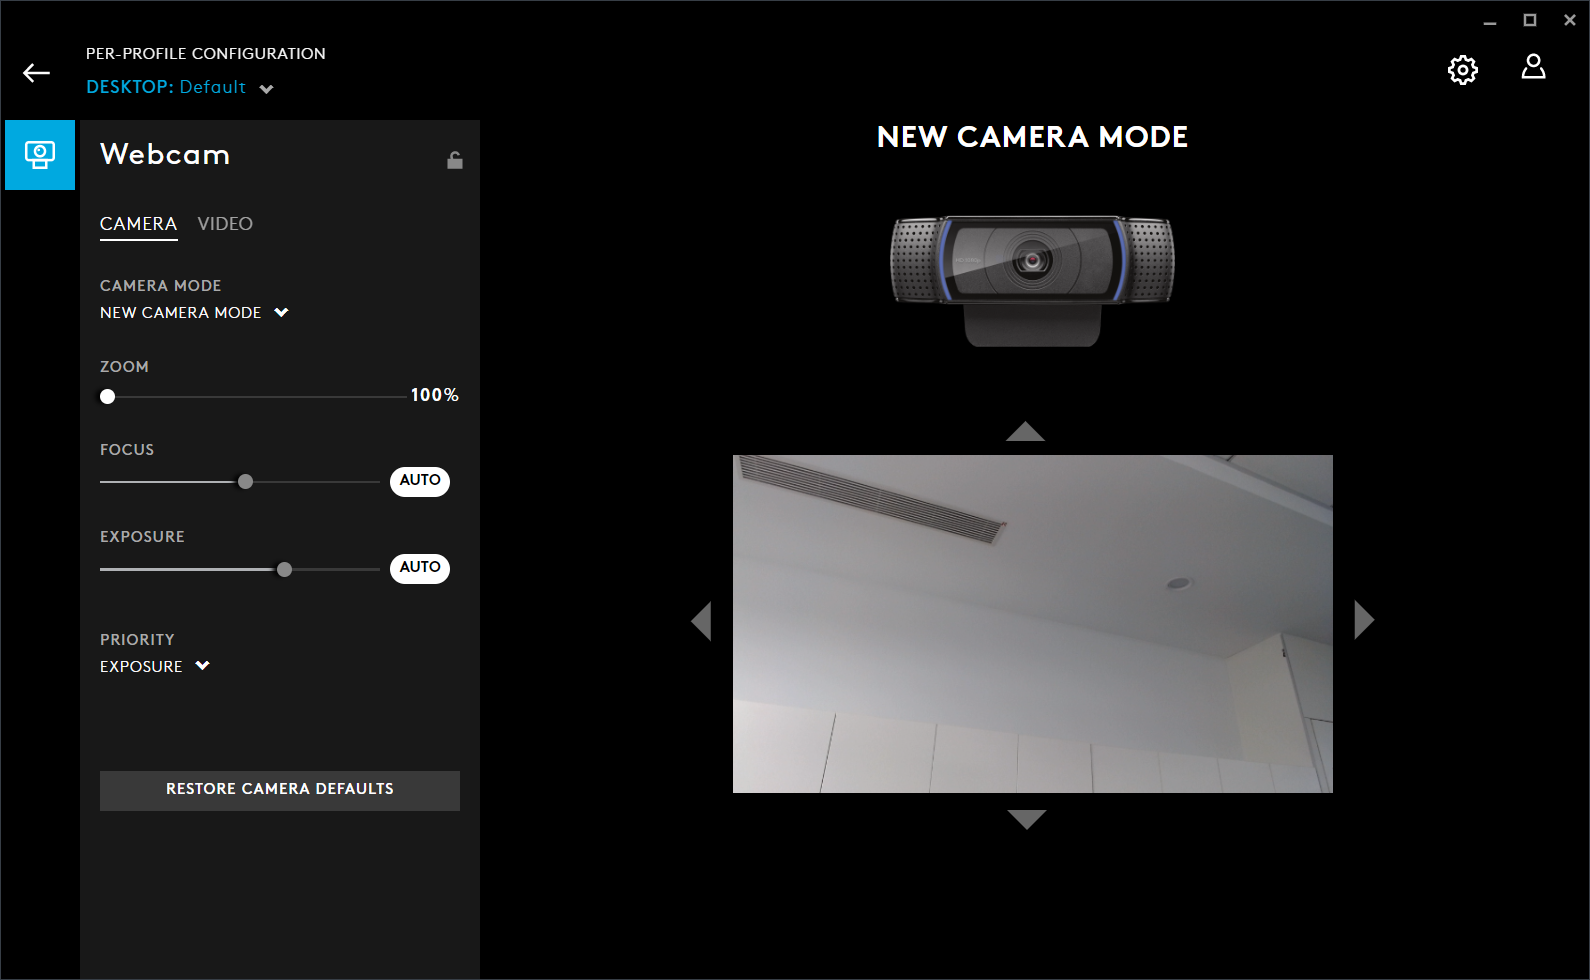 PER-PROFILE CONFIGURATION
DESKTOP: Default
Webcam
CAMERA VIDEO
CAMERA MODE
NEW CAMERA MODE
ZOOM
100%
FOCUS
AUTO
EXPOSURE
AUTO
PRIORITY
EXPOSURE
RESTORE CAMERA DEFAULTS
NEW CAMERA MODE